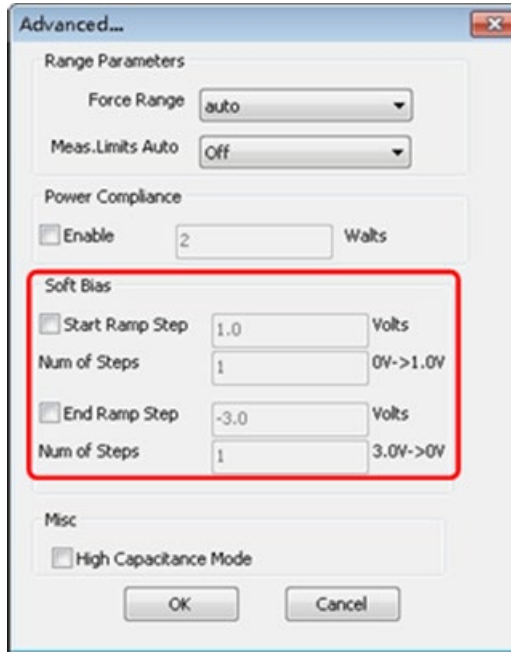 Advanced...
Range Parameters
Force Range auto
Meas.Limits Auto Off
Power Compliance
Enable 2 Walts
Soft Bias
Start Ramp Step 1.0 Volts
Num of Steps 1 0V->1.0V
End Ramp Step -3.0 Volts
Num of Steps 1 3.0V->0V
Misc
High Capacitance Mode
OK Cancel